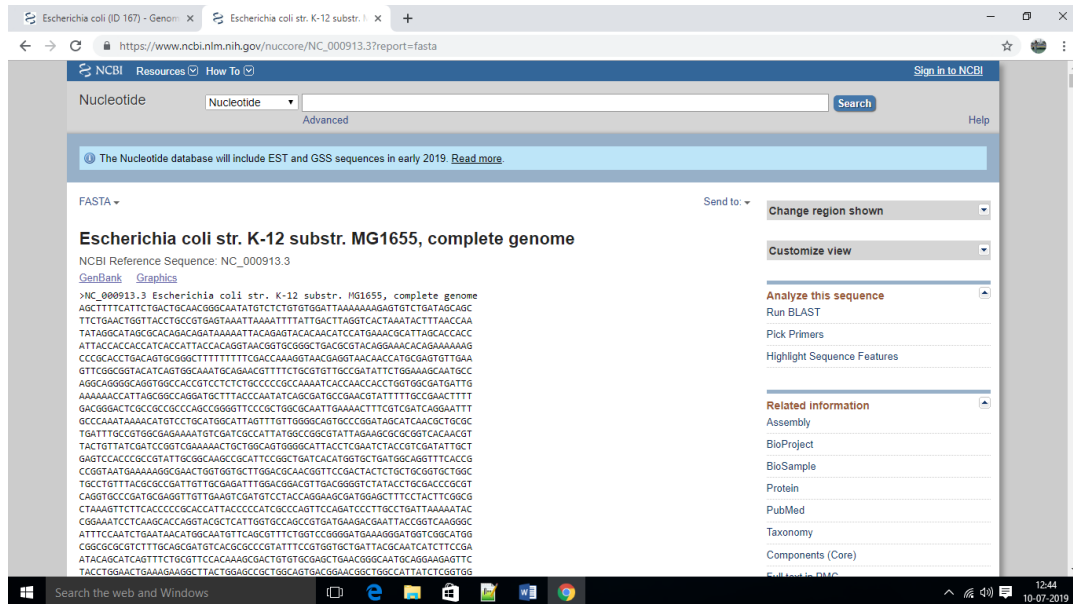 Escherichia coli (ID 167) - Genom
Escherichia coli str. K-12 substr. M
https://www.ncbi.nlm.nih.gov/nuccore/NC_000913.3?report=fasta
NCBI Resources How To Sign in to NCBI
Nucleotide Nucleotide Search
Advanced Help
The Nucleotide database will include EST and GSS sequences in early 2019. Read more.
FASTA Send to:
Change region shown
Escherichia coli str. K-12 substr. MG1655, complete genome
Customize view
NCBI Reference Sequence: NC_000913.3
GenBank Graphics
>NC_000913.3 Escherichia coli str. K-12 substr. MG1655, complete genome
AGCTTTTCATTCTGACTGCAACGGGCAATATGTCTCTGTGTGGATTAAAAAAAGAGTGTCTGATAGCAGC
TTCTGAACTGGTTACCTGCCGTGAGTAAATTAAAATTTTATTGACTTAGGTCACTAAATACTTTAACCAA
TATAGGCATAGCGCACAGACAGATAAAAATTACAGAGTACACAACATCCATGAAACGCATTAGCACCACC
ATTACCACCACCATCACCATTACCACAGGTAACGGTGCGGGCTGACGCGTACAGGAAACACAGAAAAAAG
CCCGCACCTGACAGTGCGGGCTTTTTTTTTCGACCAAAGGTAACGAGGTAACAACCATGCGAGTGTTGAA
GTTCGGCGGTACATCAGTGGCAAATGCAGAACGTTTTCTGCGTGTTGCCGATATTCTGGAAAGCAATGCC
AGGCAGGGGCAGGTGGCCACCGTCCTCTCTGCCCCCGCCAAAATCACCAACCACCTGGTGGCGATGATTG
AAAAAACCATTAGCGGCCAGGATGCTTTACCCAATATCAGCGATGCCGAACGTATTTTTGCCGAACTTTT
GACGGGACTCGCCGCCGCCCAGCCGGGGTTCCCGCTGGCGCAATTGAAAACTTTCGTCGATCAGGAATTT
GCCCAAATAAAACATGTCCTGCATGGCATTAGTTTGTTGGGGCAGTGCCCGGATAGCATCAACGCTGCGC
TGATTTGCCGTGGCGAGAAAATGTCGATCGCCATTATGGCCGGCGTATTAGAAGCGCGCGGTCACAACGT
TACTGTTATCGATCCGGTCGAAAAACTGCTGGCAGTGGGGCATTACCTCGAATCTACCGTCGATATTGCT
GAGTCCACCCGCCGTATTGCGGCAAGCCGCATTCCGGCTGATCACATGGTGCTGATGGCAGGTTTCACCG
CCGGTAATGAAAAAGGCGAACTGGTGGTGCTTGGACGCAACGGTTCCGACTACTCTGCTGCGGTGCTGGC
TGCCTGTTTACGCGCCGATTGTTGCGAGATTTGGACGGACGTTGACGGGGTCTATACCTGCGACCCGCGT
CAGGTGCCCGATGCGAGGTTGTTGAAGTCGATGTCCTACCAGGAAGCGATGGAGCTTTCCTACTTCGGCG
CTAAAGTTCTTCACCCCCGCACCATTACCCCCATCGCCCAGTTCCAGATCCCTTGCCTGATTAAAAATAC
CGGAAATCCTCAAGCACCAGGTACGCTCATTGGTGCCAGCCGTGATGAAGACGAATTACCGGTCAAGGGC
ATTTCCAATCTGAATAACATGGCAATGTTCAGCGTTTCTGGTCCGGGGATGAAAGGGATGGTCGGCATGG
CGGCGCGCGTCTTTGCAGCGATGTCACGCGCCCGTATTTCCGTGGTGCTGATTACGCAATCATCTTCCGA
ATACAGCATCAGTTTCTGCGTTCCACAAAGCGACTGTGTGCGAGCTGAACGGGCAATGCAGGAAGAGTTC
TACCTGGAACTGAAAGAAGGCTTACTGGAGCCGCTGGCAGTGACGGAACGGCTGGCCATTATCTCGGTGG
Analyze this sequence
Run BLAST
Pick Primers
Highlight Sequence Features
Related information
Assembly
BioProject
BioSample
Protein
PubMed
Taxonomy
Components (Core)
Full text in PMC
Search the web and Windows
12:44
10-07-2019